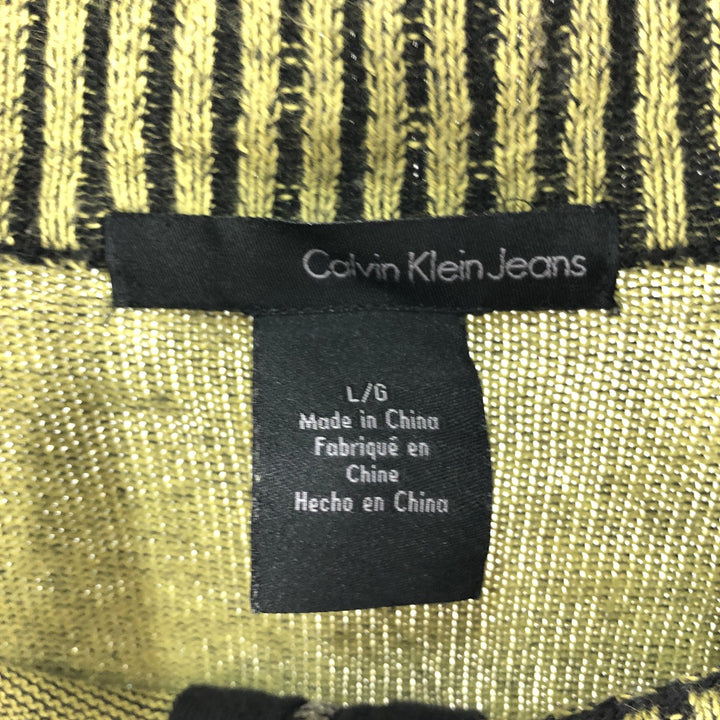 Calvin Klein Jeans
L/G
Made in China
Fabriqué en
Chine
Hecho en China